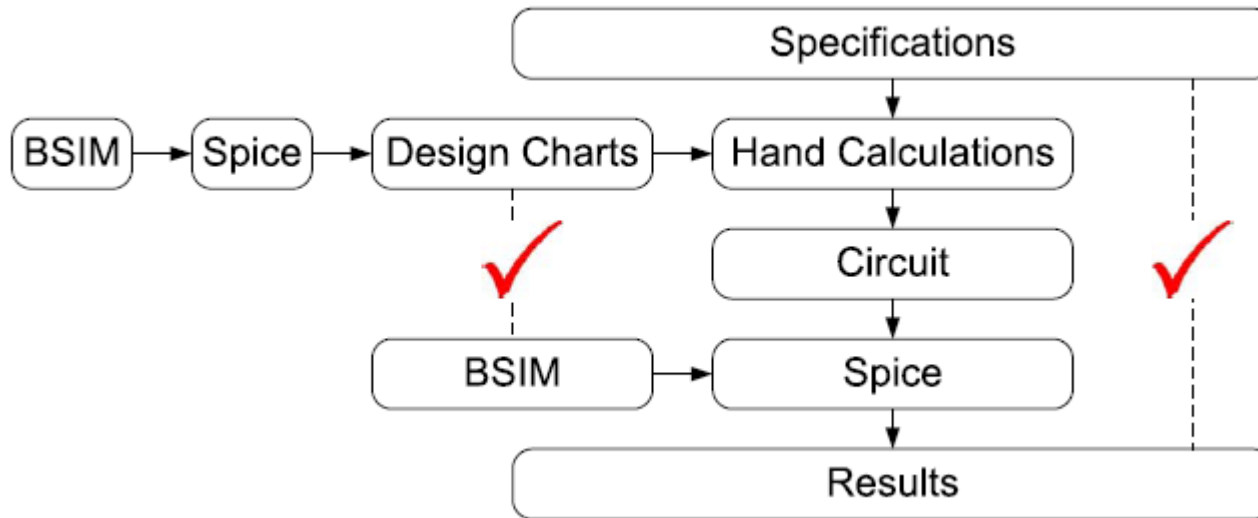 Specifications
BSIM
Spice
Design Charts
Hand Calculations
Circuit
BSIM
Spice
Results